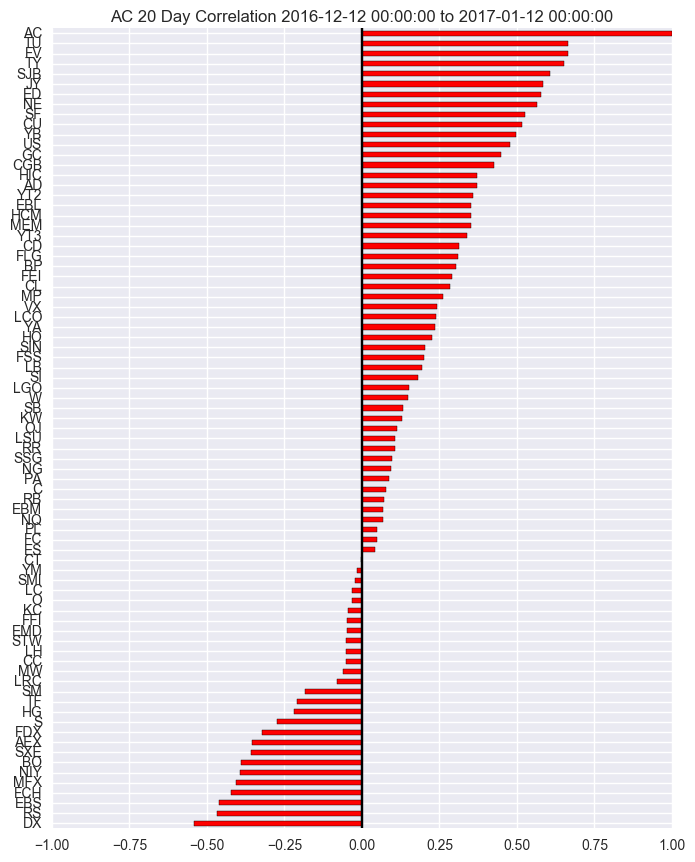 AC 20 Day Correlation 2016-12-12 00:00:00 to 2017-01-12 00:00:00
AC
TU
FV
TY
SJB
JY
ED
NE
SF
CU
YB
US
GC
CGB
HIC
AD
YT2
EBL
HCM
MEM
YT3
CD
FLG
BP
FEI
CL
MP
VX
LCO
YA
HO
SIN
FSS
LB
SI
LGO
W
SB
KW
OJ
LSU
RR
SSG
NG
PA
C
RB
EBM
NQ
PL
FC
ES
CT
YM
SMI
LC
O
KC
FFI
EMD
STW
LH
CC
MW
LRC
SM
TF
HG
S
FDX
AEX
SXE
BO
NIY
MFX
FCH
EBS
RS
DX
−1.00 −0.75 −0.50 −0.25 0.00 0.25 0.50 0.75 1.00